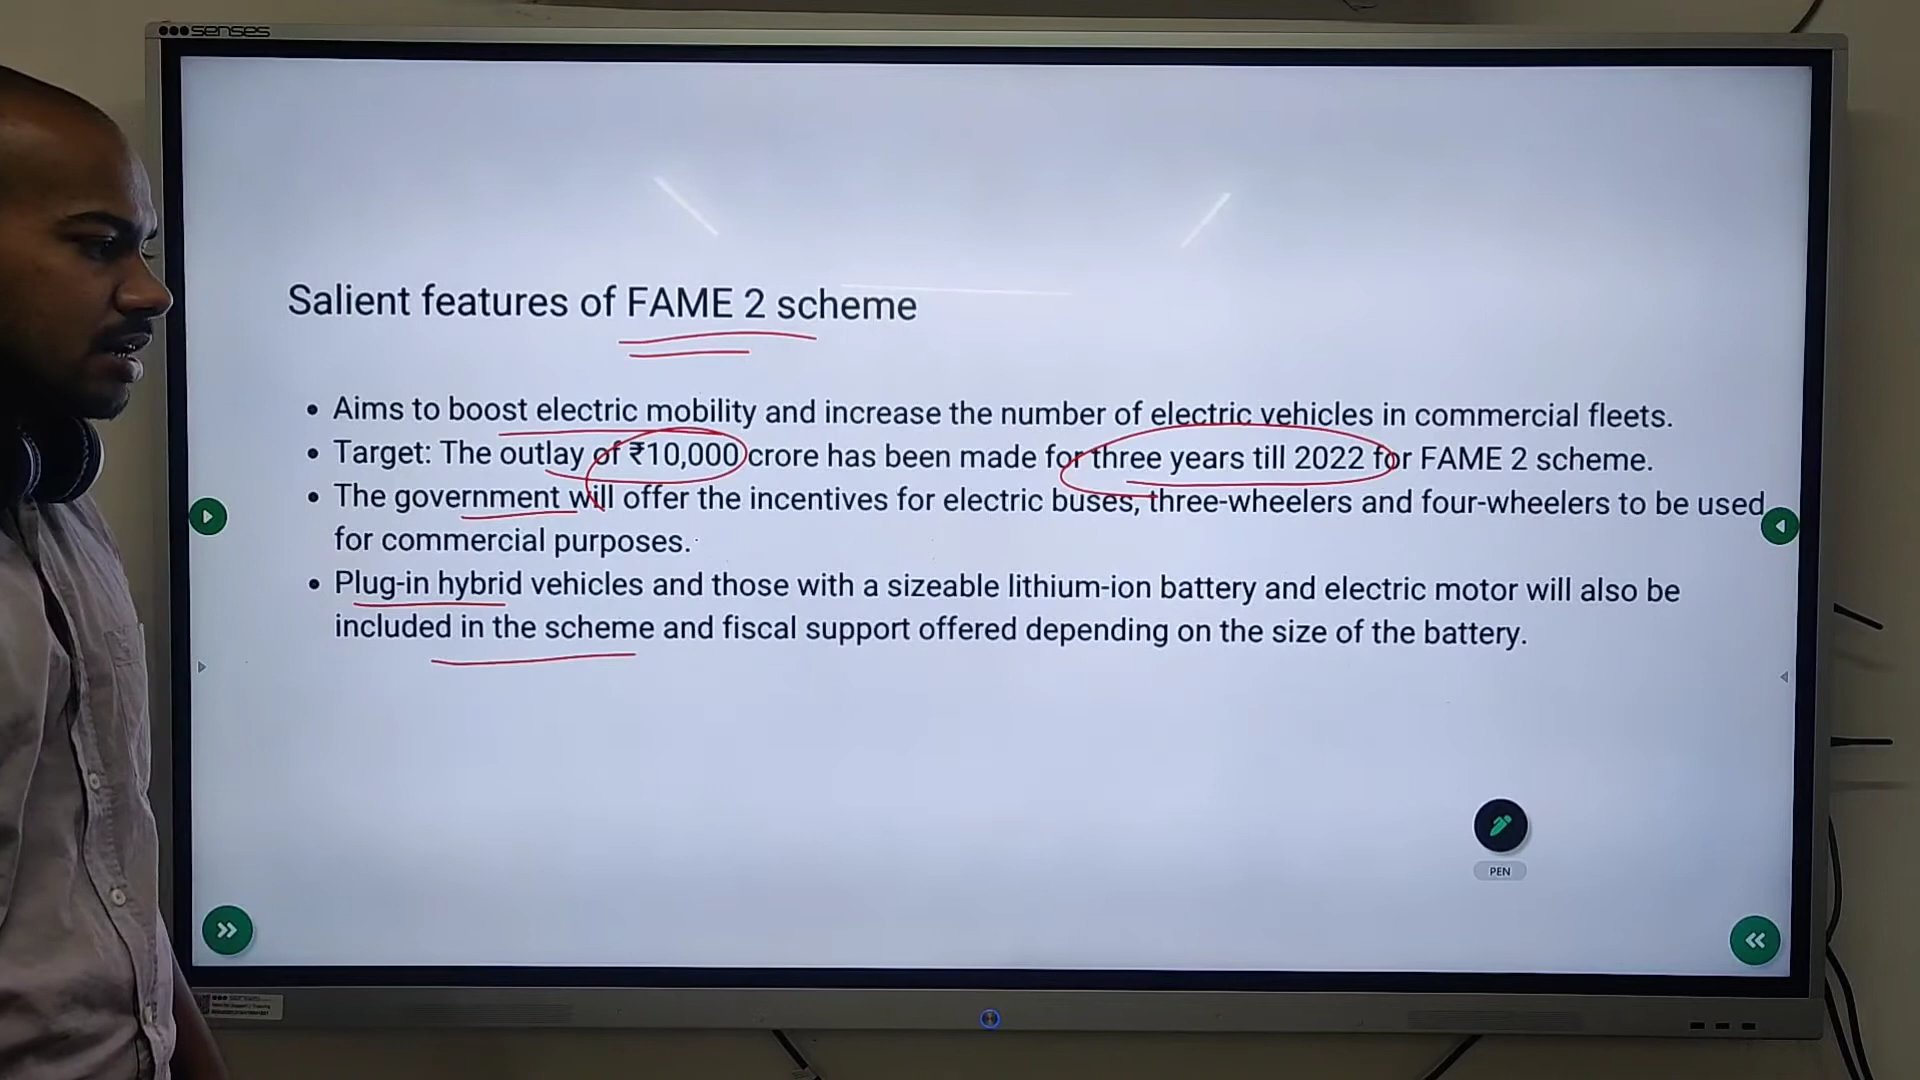 senses
Salient features of FAME 2 scheme
• Aims to boost electric mobility and increase the number of electric vehicles in commercial fleets.
• Target: The outlay of ₹10,000 crore has been made for three years till 2022 for FAME 2 scheme.
• The government will offer the incentives for electric buses, three-wheelers and four-wheelers to be used
for commercial purposes.
• Plug-in hybrid vehicles and those with a sizeable lithium-ion battery and electric motor will also be
included in the scheme and fiscal support offered depending on the size of the battery.
PEN